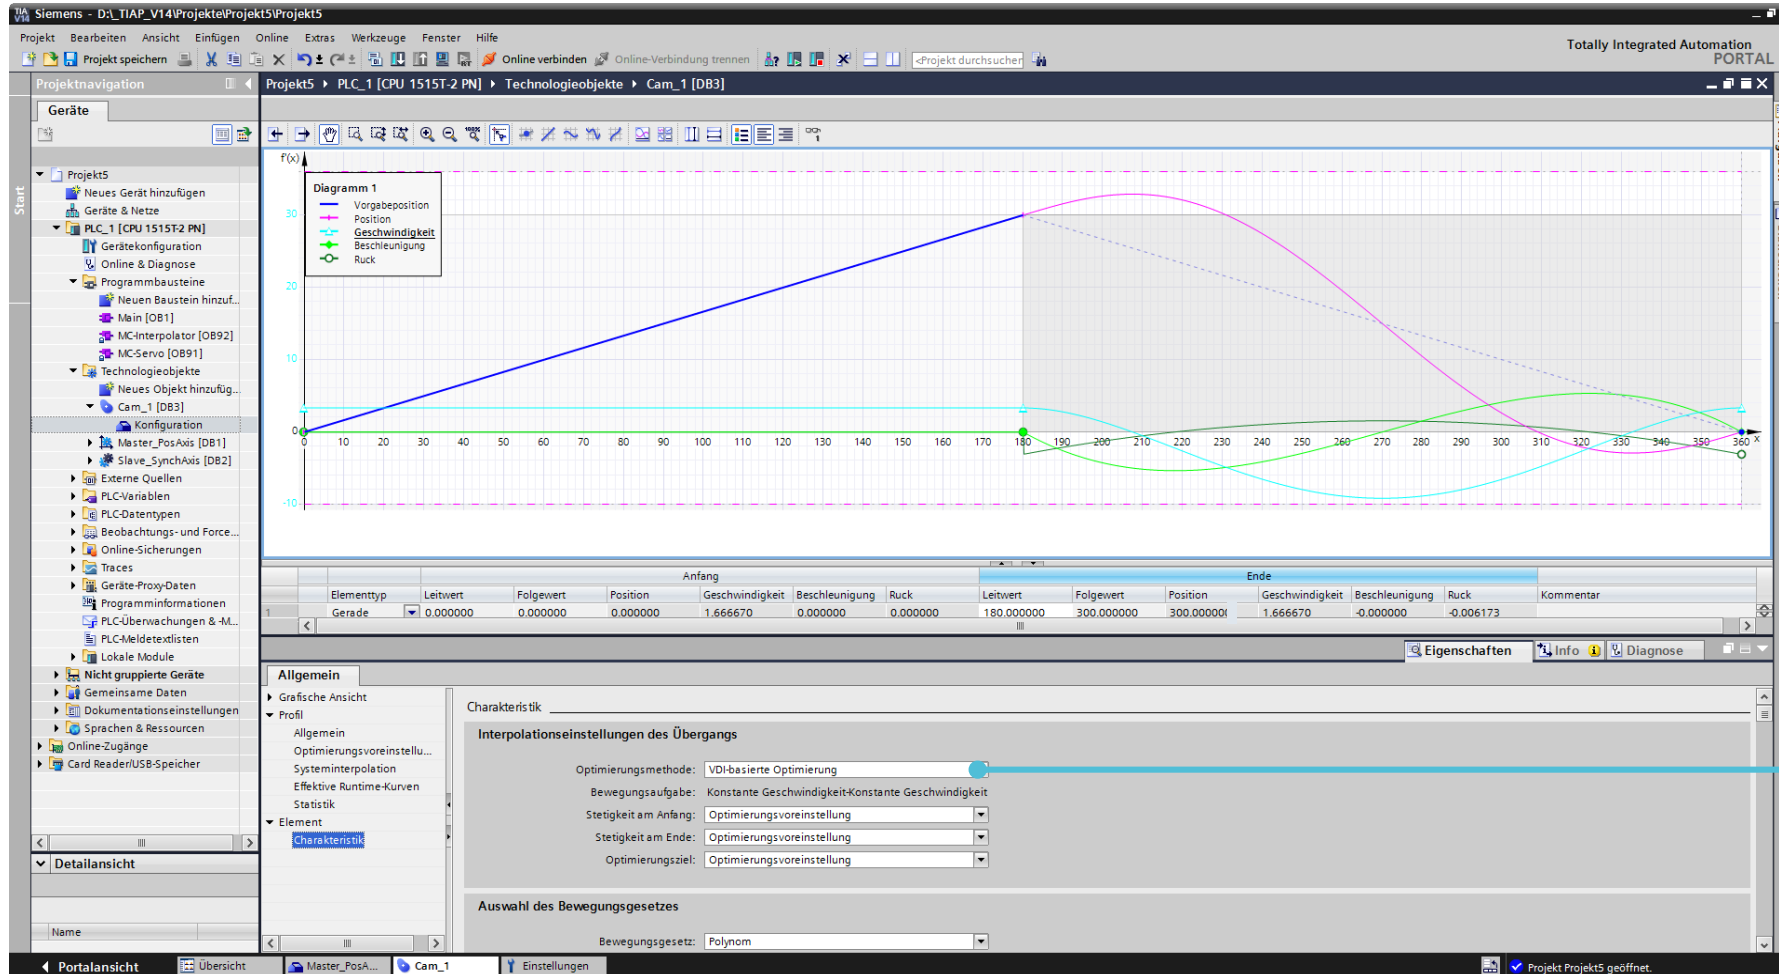 TIA V14 Siemens - D:\_TIAP_V14\Projekte\Projekt5\Projekt5
Projekt Bearbeiten Ansicht Einfügen Online Extras Werkzeuge Fenster Hilfe
Totally Integrated Automation
PORTAL
Projekt speichern Online verbinden Online-Verbindung trennen <Projekt durchsuchen
Projektnavigation
Projekt5 PLC_1 [CPU 1515T-2 PN] Technologieobjekte Cam_1 [DB3]
Geräte
Start
Projekt5
Neues Gerät hinzufügen
Geräte & Netze
PLC_1 [CPU 1515T-2 PN]
Gerätekonfiguration
Online & Diagnose
Programmbausteine
Neuen Baustein hinzuf...
Main [OB1]
MC-Interpolator [OB92]
MC-Servo [OB91]
Technologieobjekte
Neues Objekt hinzufüg...
Cam_1 [DB3]
Konfiguration
Master_PosAxis [DB1]
Slave_SynchAxis [DB2]
Externe Quellen
PLC-Variablen
PLC-Datentypen
Beobachtungs- und Force...
Online-Sicherungen
Traces
Geräte-Proxy-Daten
Programminformationen
PLC-Überwachungen & -M...
PLC-Meldetextlisten
Lokale Module
Nicht gruppierte Geräte
Gemeinsame Daten
Dokumentationseinstellungen
Sprachen & Ressourcen
Online-Zugänge
Card Reader/USB-Speicher
Detailansicht
Name
f'(x)
Diagramm 1
Vorgabeposition
Position
Geschwindigkeit
Beschleunigung
Ruck
30
20
10
0
-10
0 10 20 30 40 50 60 70 80 90 100 110 120 130 140 150 160 170 180 190 200 210 220 230 240 250 260 270 280 290 300 310 320 330 340 350 360 x
Anfang Ende
Elementtyp Leitwert Folgewert Position Geschwindigkeit Beschleunigung Ruck Leitwert Folgewert Position Geschwindigkeit Beschleunigung Ruck Kommentar
1 Gerade 0.000000 0.000000 0.000000 1.666670 0.000000 0.000000 180.000000 300.000000 300.000000 1.666670 -0.000000 -0.006173
Eigenschaften Info Diagnose
Allgemein
Grafische Ansicht
Profil
Allgemein
Optimierungsvoreinstellu...
Systeminterpolation
Effektive Runtime-Kurven
Statistik
Element
Charakteristik
Charakteristik
Interpolationseinstellungen des Übergangs
Optimierungsmethode: VDI-basierte Optimierung
Bewegungsaufgabe: Konstante Geschwindigkeit-Konstante Geschwindigkeit
Stetigkeit am Anfang: Optimierungsvoreinstellung
Stetigkeit am Ende: Optimierungsvoreinstellung
Optimierungsziel: Optimierungsvoreinstellung
Auswahl des Bewegungsgesetzes
Bewegungsgesetz: Polynom
Portalansicht Übersicht Master_PosA... Cam_1 Einstellungen Projekt Projekt5 geöffnet.